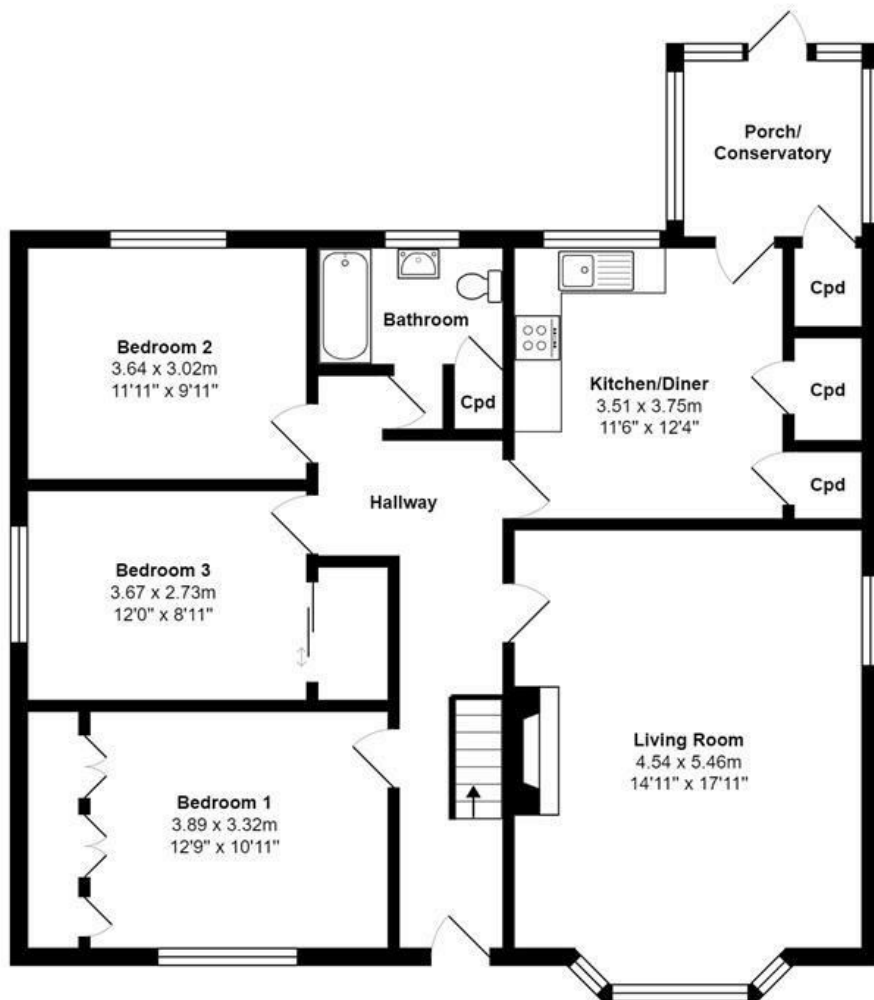 Porch/
Conservatory
Cpd
Bathroom
Bedroom 2
3.64 x 3.02m
11'11" x 9'11"
Kitchen/Diner
3.51 x 3.75m
11'6" x 12'4"
Cpd
Cpd
Cpd
Hallway
Bedroom 3
3.67 x 2.73m
12'0" x 8'11"
Living Room
4.54 x 5.46m
14'11" x 17'11"
Bedroom 1
3.89 x 3.32m
12'9" x 10'11"